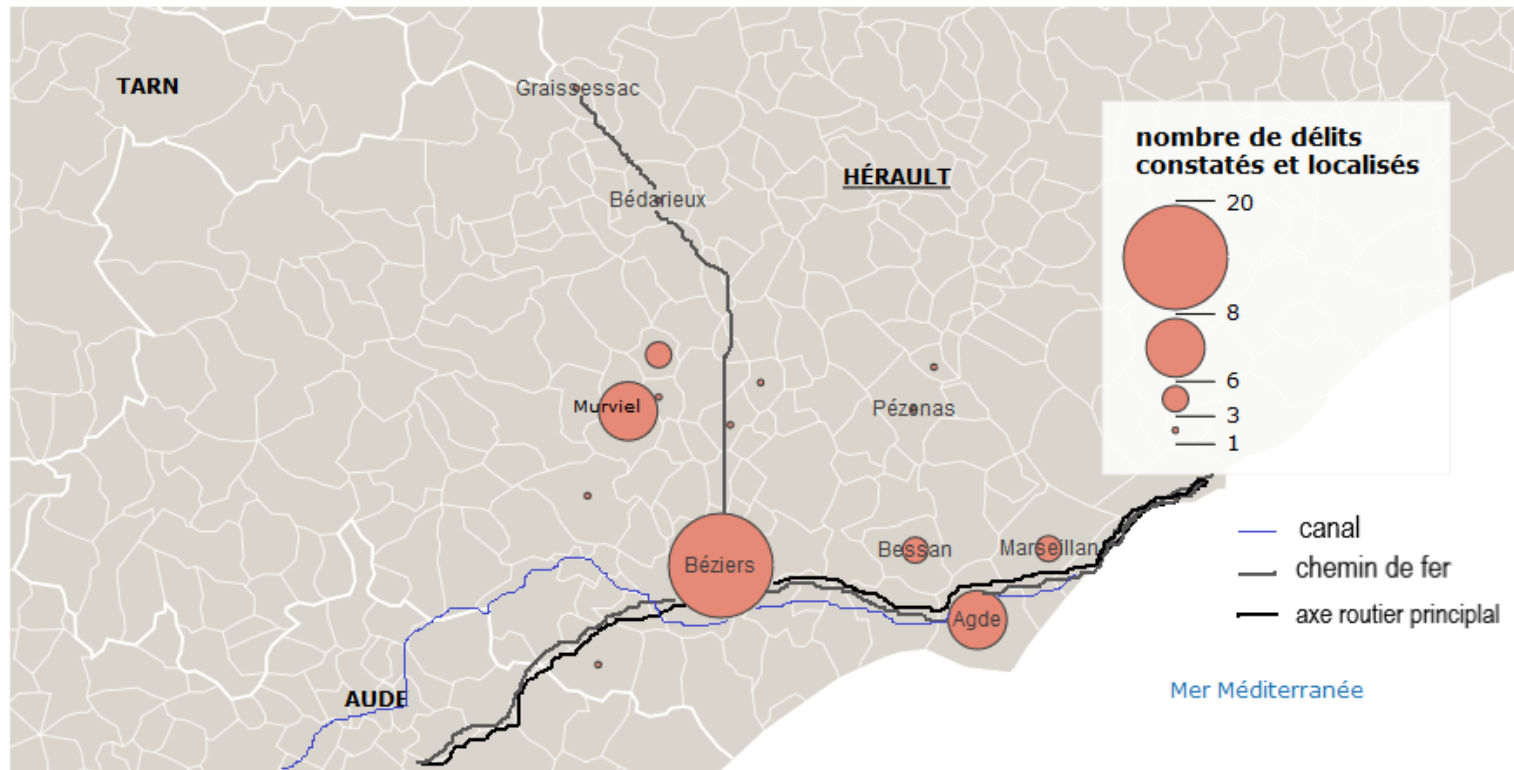 TARN
Graissessac
Bédarieux
HÉRAULT
nombre de délits
constatés et localisés
20
8
6
3
1
Murviel
Pézenas
Béziers
Bessan
Marseillan
Agde
AUDE
canal
chemin de fer
axe routier principlal
Mer Méditerranée